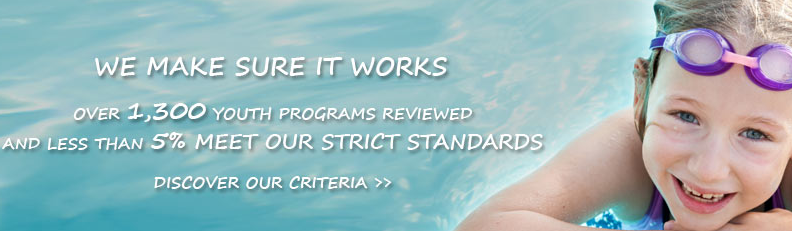 WE MAKE SURE IT WORKS
OVER 1,300 YOUTH PROGRAMS REVIEWED
AND LESS THAN 5% MEET OUR STRICT STANDARDS
DISCOVER OUR CRITERIA >>